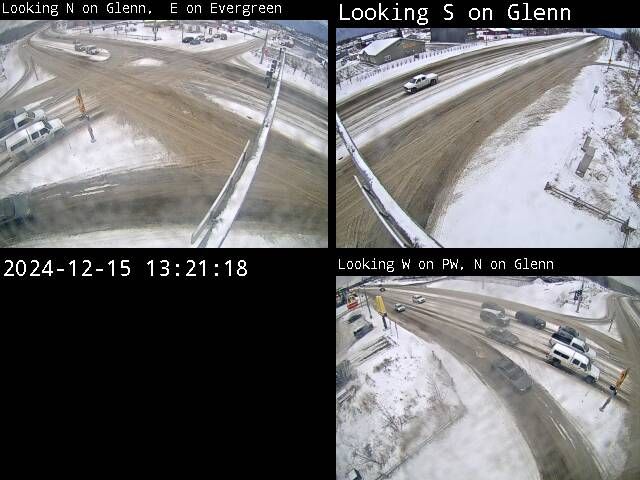 Looking N on Glenn, E on Evergreen
Looking S on Glenn
2024-12-15 13:21:18
Looking W on PW, N on Glenn